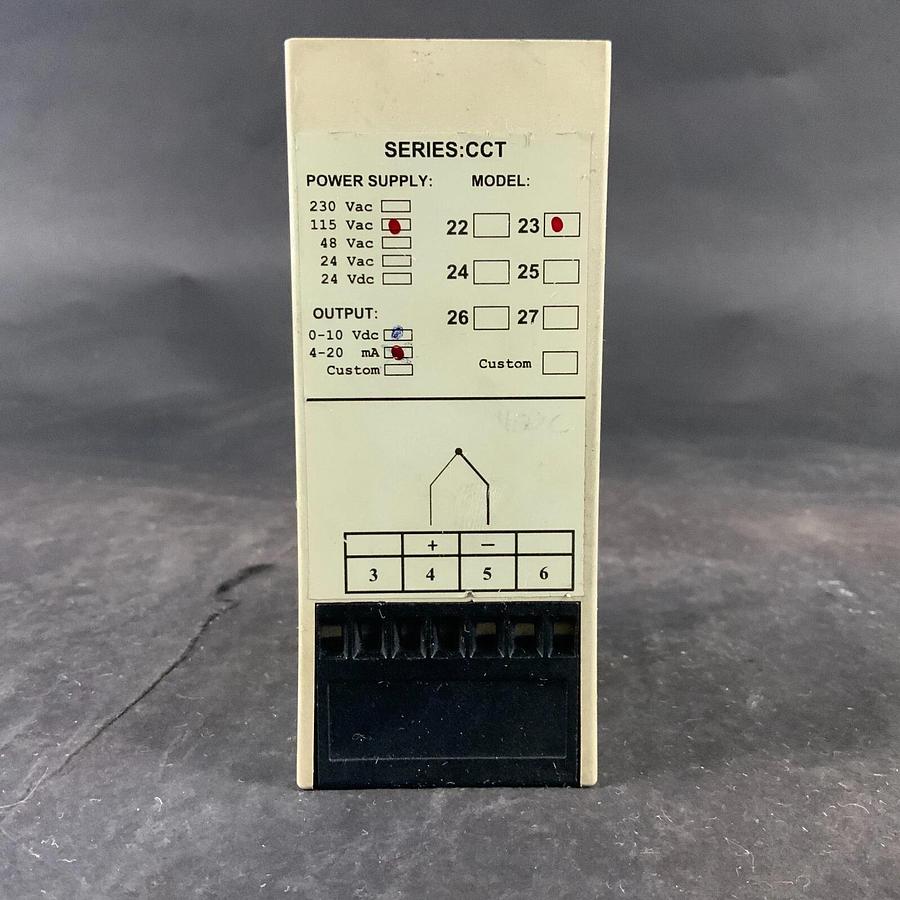 SERIES:CCT
POWER SUPPLY: MODEL:
230 Vac
115 Vac
48 Vac
24 Vac
24 Vdc
22 23
24 25
26 27
Custom
OUTPUT:
0-10 Vdc
4-20 mA
Custom
+ −
3 4 5 6